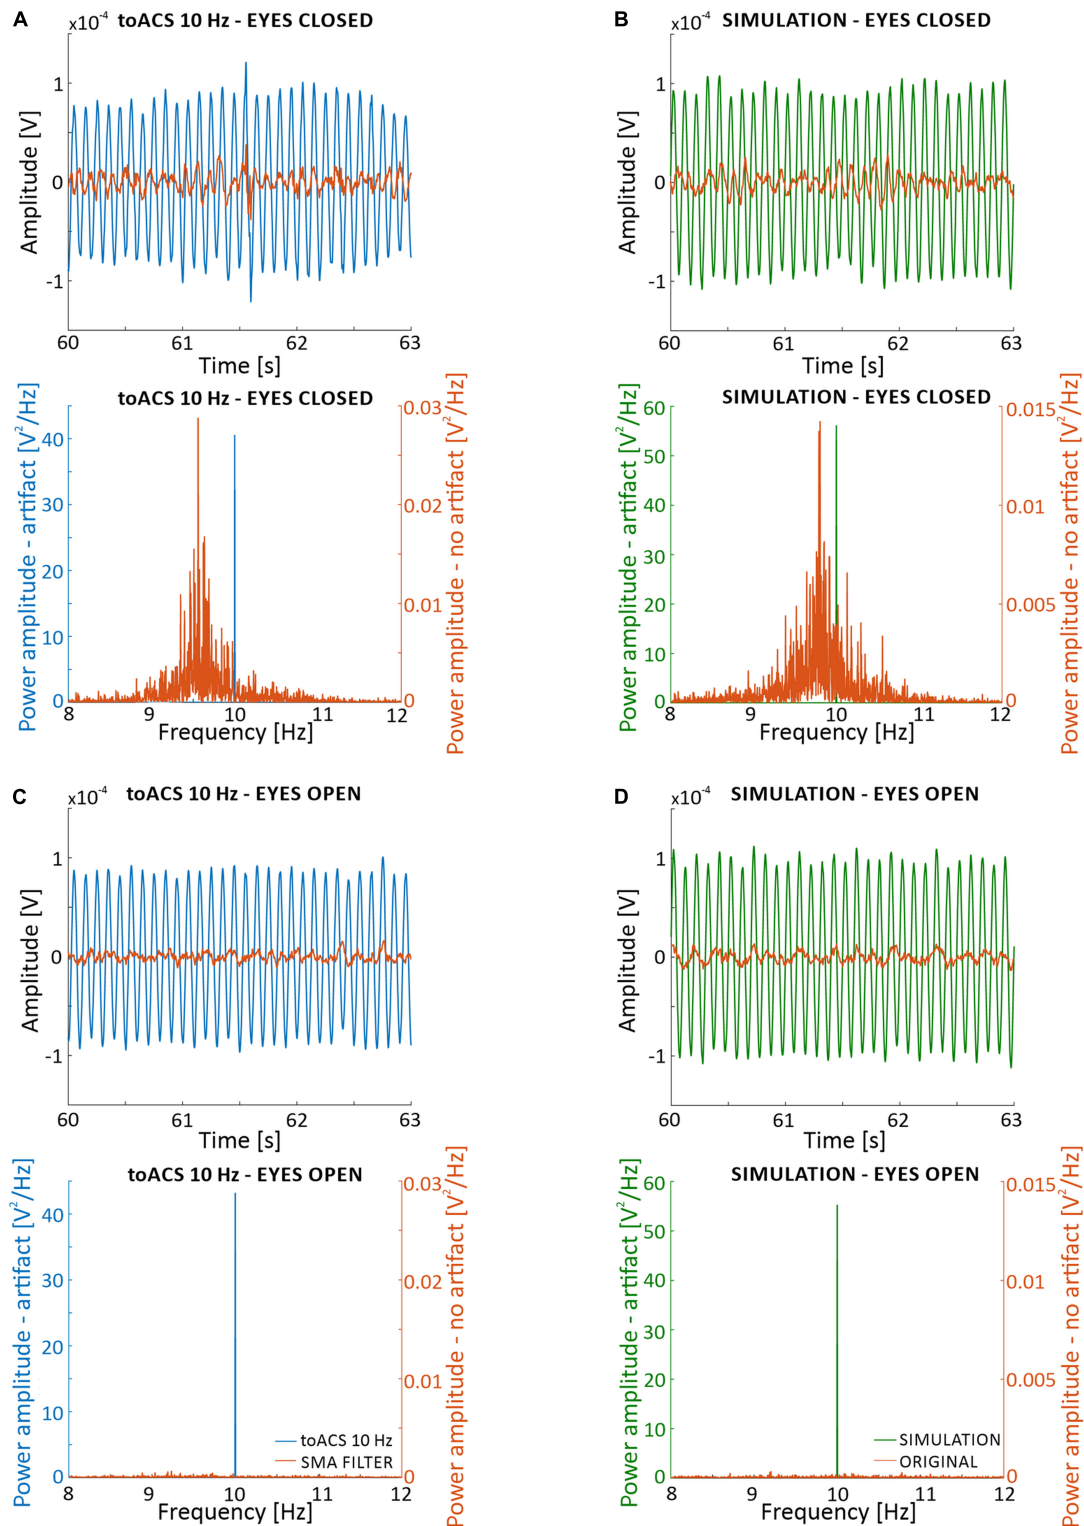 A
x10-4 toACS 10 Hz - EYES CLOSED
Amplitude [V]
1
0
-1
60 61 62 63
Time [s]
B
x10-4 SIMULATION - EYES CLOSED
Amplitude [V]
1
0
-1
60 61 62 63
Time [s]
toACS 10 Hz - EYES CLOSED
Power amplitude - artifact [V²/Hz]
40
30
20
10
0
Power amplitude - no artifact [V²/Hz]
0.03
0.02
0.01
0
8 9 10 11 12
Frequency [Hz]
SIMULATION - EYES CLOSED
Power amplitude - artifact [V²/Hz]
60
50
40
30
20
10
0
Power amplitude - no artifact [V²/Hz]
0.015
0.01
0.005
0
8 9 10 11 12
Frequency [Hz]
C
x10-4 toACS 10 Hz - EYES OPEN
Amplitude [V]
1
0
-1
60 61 62 63
Time [s]
D
x10-4 SIMULATION - EYES OPEN
Amplitude [V]
1
0
-1
60 61 62 63
Time [s]
toACS 10 Hz - EYES OPEN
Power amplitude - artifact [V²/Hz]
40
30
20
10
0
Power amplitude - no artifact [V²/Hz]
0.03
0.02
0.01
0
toACS 10 Hz
SMA FILTER
8 9 10 11 12
Frequency [Hz]
SIMULATION - EYES OPEN
Power amplitude - artifact [V²/Hz]
60
50
40
30
20
10
0
Power amplitude - no artifact [V²/Hz]
0.015
0.01
0.005
0
SIMULATION
ORIGINAL
8 9 10 11 12
Frequency [Hz]